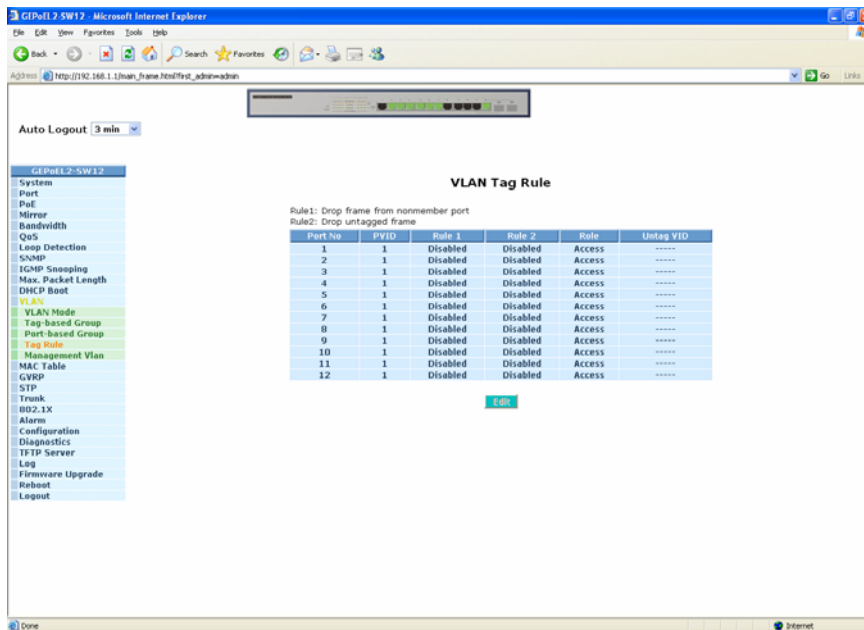 GEPoEL2-SW12 - Microsoft Internet Explorer
File Edit View Favorites Tools Help
Back Search Favorites
Address http://192.168.1.1/main_frame.html?first_admin=admin Go Links
Auto Logout 3 min
GEPoEL2-SW12
System
Port
PoE
Mirror
Bandwidth
QoS
Loop Detection
SNMP
IGMP Snooping
Max. Packet Length
DHCP Boot
VLAN
VLAN Mode
Tag-based Group
Port-based Group
Tag Rule
Management Vlan
MAC Table
GVRP
STP
Trunk
802.1X
Alarm
Configuration
Diagnostics
TFTP Server
Log
Firmware Upgrade
Reboot
Logout
VLAN Tag Rule
Rule1: Drop frame from nonmember port
Rule2: Drop untagged frame
Port No PVID Rule 1 Rule 2 Role Untag VID
1 1 Disabled Disabled Access -----
2 1 Disabled Disabled Access -----
3 1 Disabled Disabled Access -----
4 1 Disabled Disabled Access -----
5 1 Disabled Disabled Access -----
6 1 Disabled Disabled Access -----
7 1 Disabled Disabled Access -----
8 1 Disabled Disabled Access -----
9 1 Disabled Disabled Access -----
10 1 Disabled Disabled Access -----
11 1 Disabled Disabled Access -----
12 1 Disabled Disabled Access -----
Edit
Done Internet